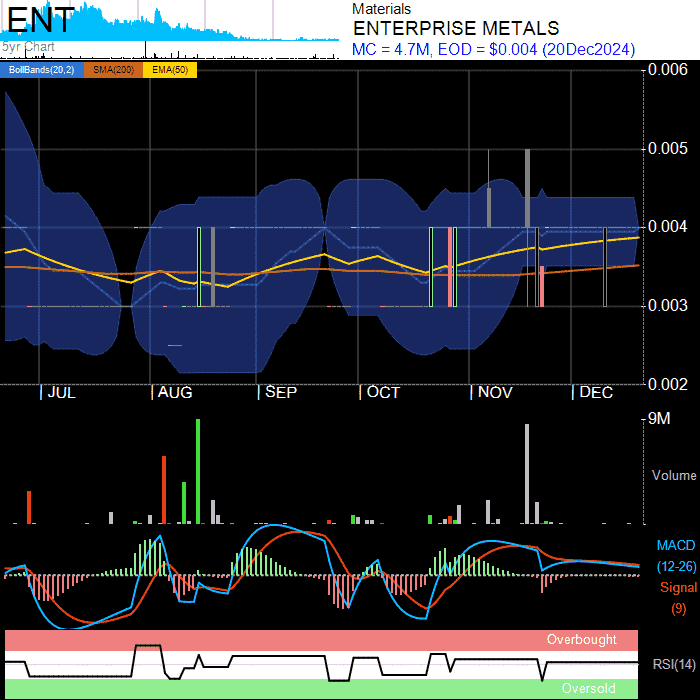 ENT
5yr Chart
Materials
ENTERPRISE METALS
MC = 4.7M, EOD = $0.004 (20Dec2024)
BollBands(20,2) SMA(200) EMA(50)
0.006
0.005
0.004
0.003
0.002
JUL AUG SEP OCT NOV DEC
9M
Volume
MACD
(12-26)
Signal
(9)
Overbought
RSI(14)
Oversold